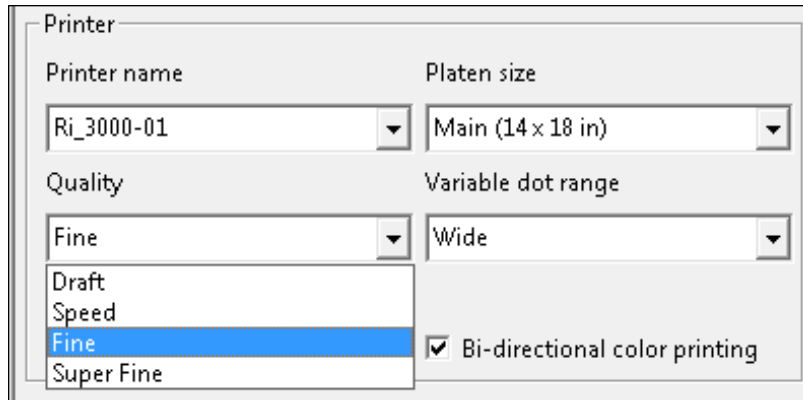 Printer
Printer name
Platen size
Ri_3000-01
Main (14 x 18 in)
Quality
Variable dot range
Fine
Wide
Draft
Speed
Fine
Super Fine
Bi-directional color printing